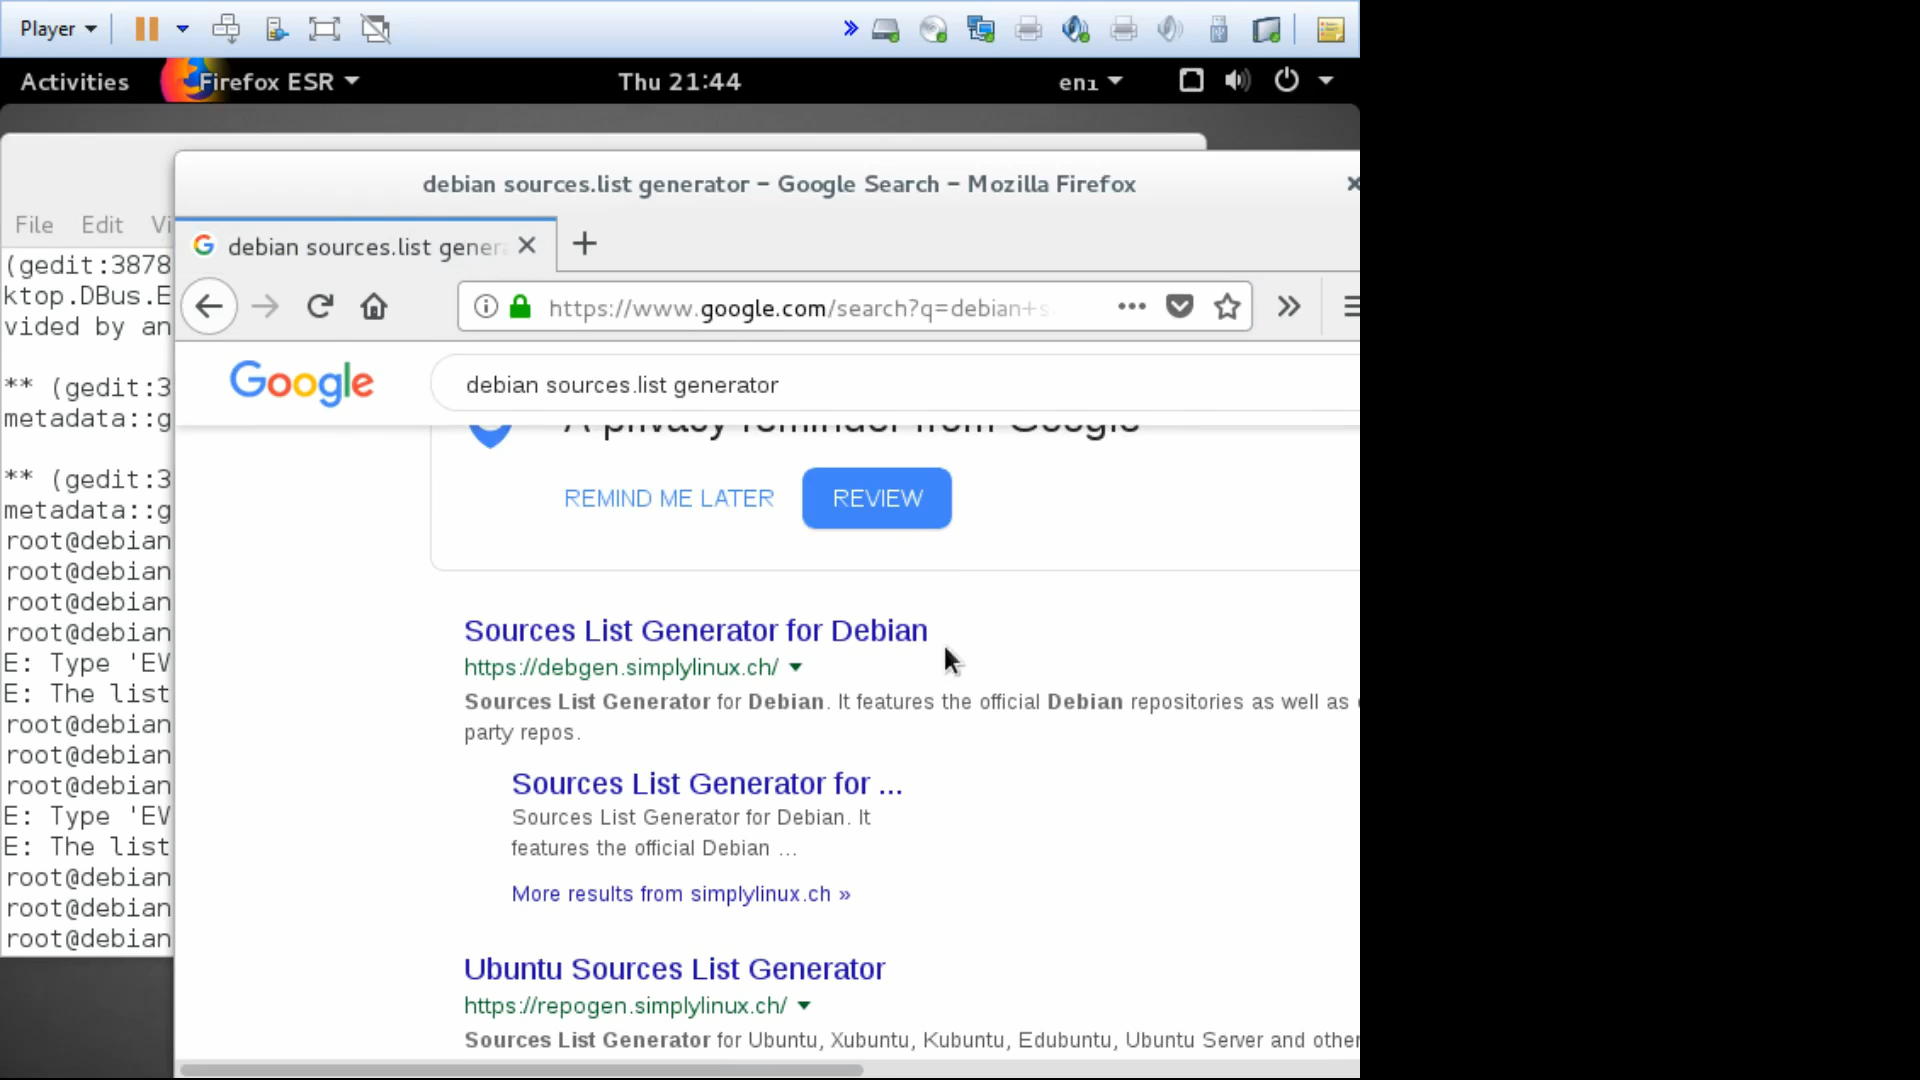 Player
Activities
Firefox ESR
Thu 21:44
en₁
debian sources.list generator – Google Search – Mozilla Firefox
File Edit
debian sources.list gener
https://www.google.com/search?q=debian+s
Google
debian sources.list generator
A privacy reminder from Google
REMIND ME LATER
REVIEW
Sources List Generator for Debian
https://debgen.simplylinux.ch/
Sources List Generator for Debian. It features the official Debian repositories as well as
party repos.
Sources List Generator for ...
Sources List Generator for Debian. It
features the official Debian ...
More results from simplylinux.ch »
Ubuntu Sources List Generator
https://repogen.simplylinux.ch/
Sources List Generator for Ubuntu, Xubuntu, Kubuntu, Edubuntu, Ubuntu Server and other
(gedit:3878
ktop.DBus.E
vided by an
** (gedit:3
metadata::g
** (gedit:3
metadata::g
root@debian
root@debian
root@debian
root@debian
E: Type 'EV
E: The list
root@debian
root@debian
root@debian
E: Type 'EV
E: The list
root@debian
root@debian
root@debian